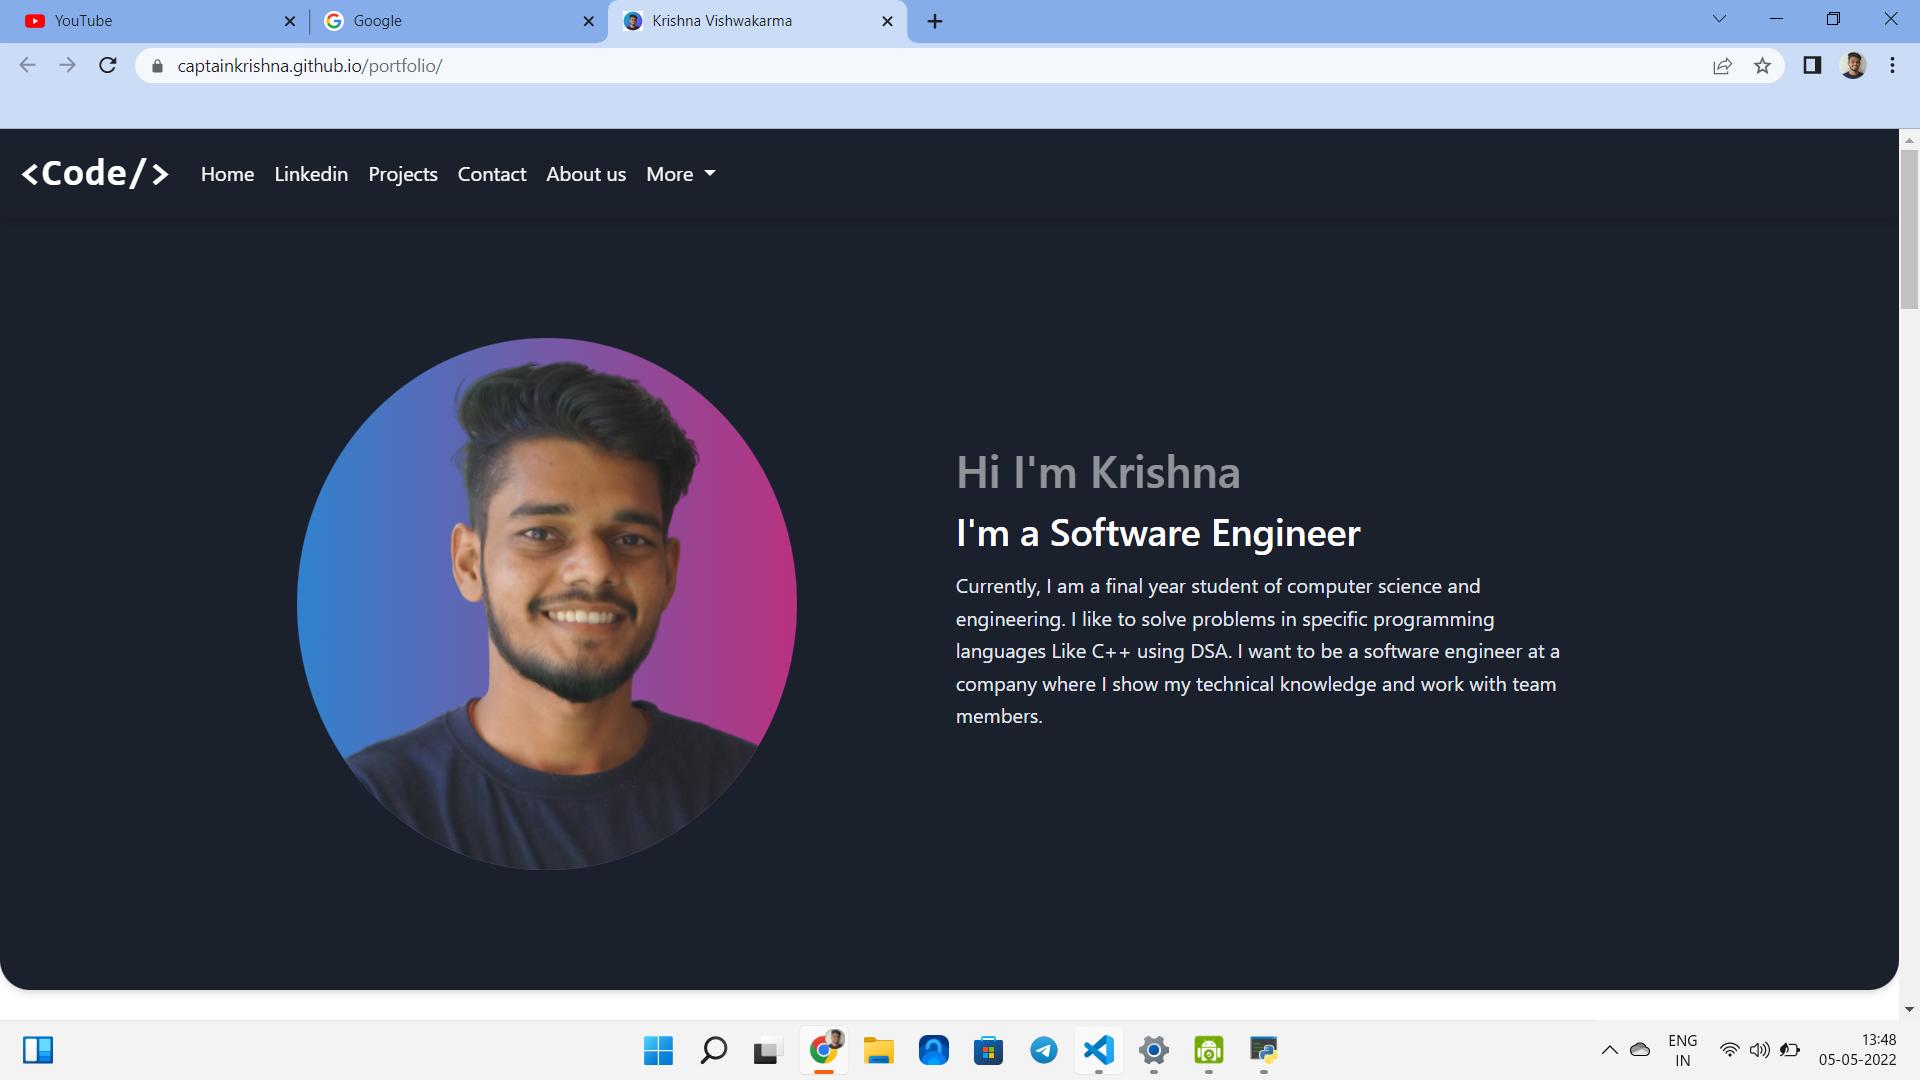 YouTube
Google
Krishna Vishwakarma
captainkrishna.github.io/portfolio/
<Code/>
Home
Linkedin
Projects
Contact
About us
More
Hi I'm Krishna
I'm a Software Engineer
Currently, I am a final year student of computer science and
engineering. I like to solve problems in specific programming
languages Like C++ using DSA. I want to be a software engineer at a
company where I show my technical knowledge and work with team
members.
ENG
IN
13:48
05-05-2022